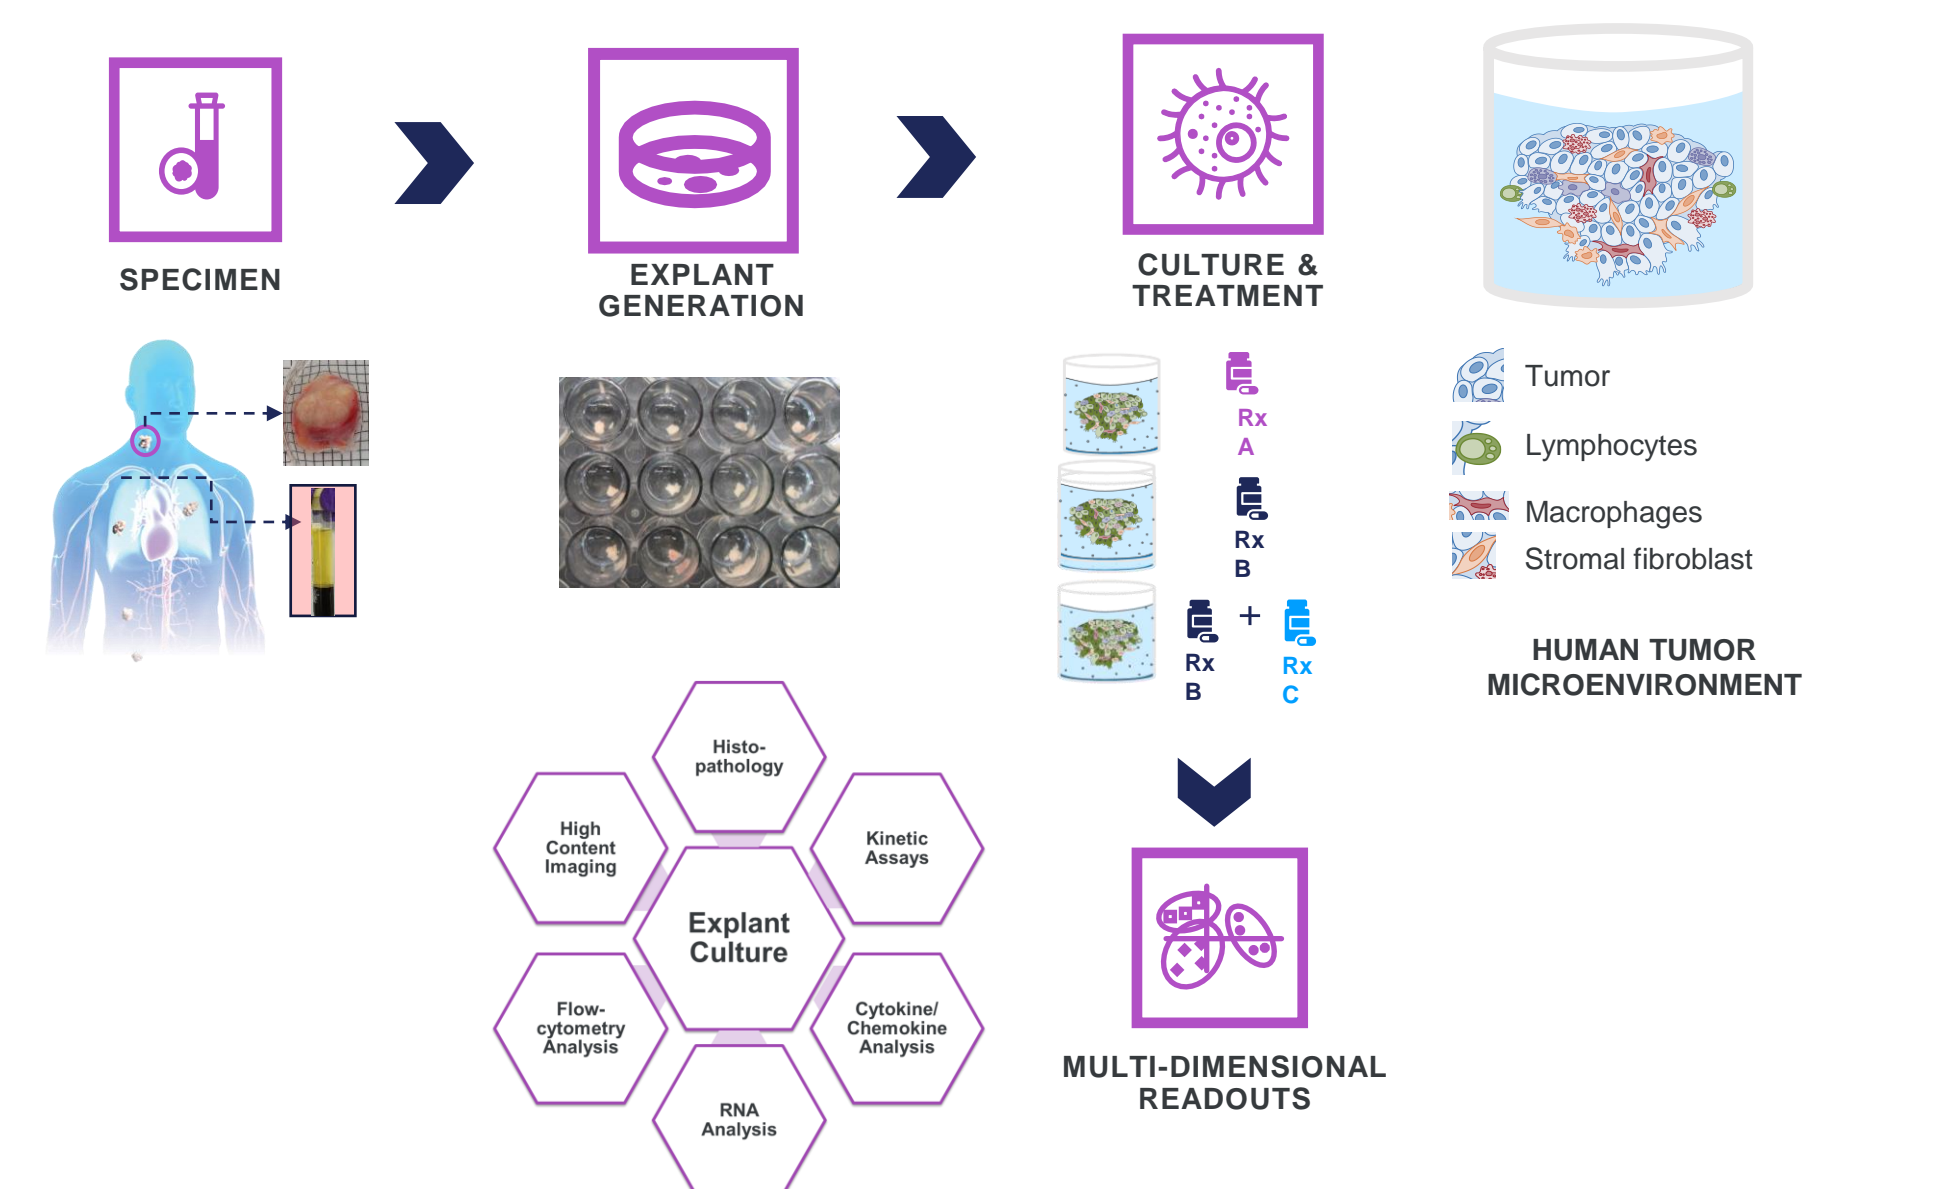 SPECIMEN
EXPLANT
GENERATION
CULTURE &
TREATMENT
Rx
A
Rx
B
+
Rx
B
Rx
C
Tumor
Lymphocytes
Macrophages
Stromal fibroblast
HUMAN TUMOR
MICROENVIRONMENT
Histo-
pathology
High
Content
Imaging
Kinetic
Assays
Explant
Culture
Flow-
cytometry
Analysis
Cytokine/
Chemokine
Analysis
RNA
Analysis
MULTI-DIMENSIONAL
READOUTS